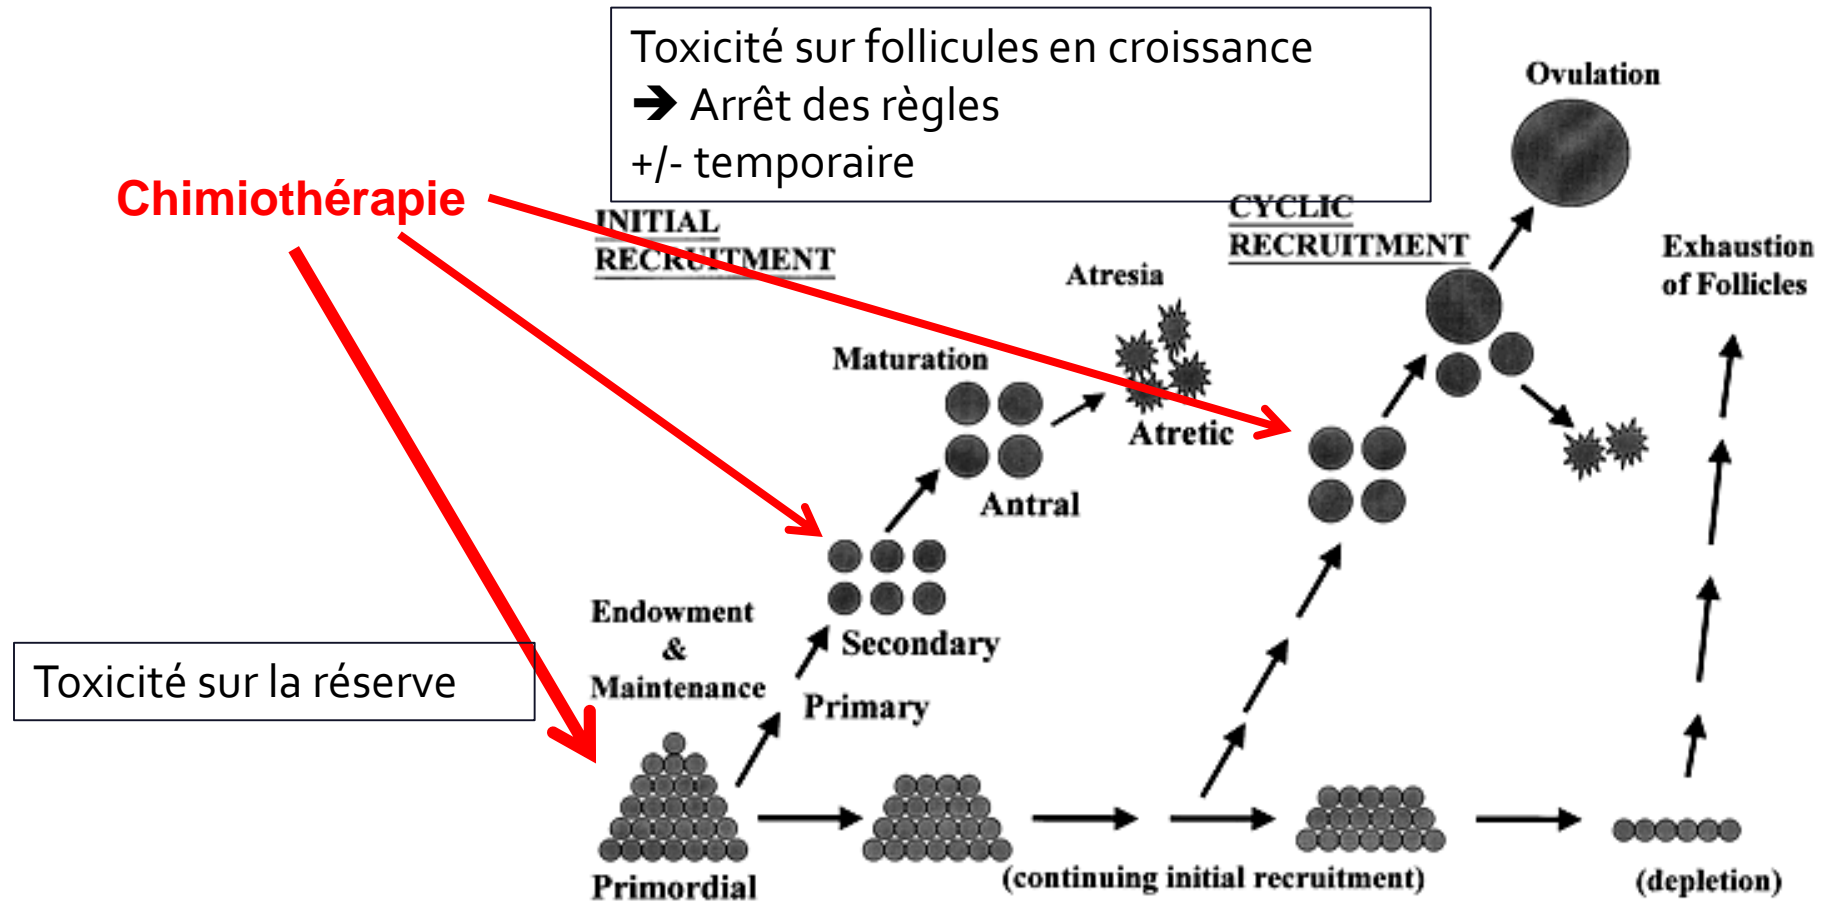 Toxicité sur follicules en croissance
➔ Arrêt des règles
+/- temporaire
Ovulation
Chimiothérapie
INITIAL
RECRUITMENT
CYCLIC
RECRUITMENT
Exhaustion
of Follicles
Atresia
Maturation
Atretic
Antral
Endowment
&
Maintenance
Secondary
Toxicité sur la réserve
Primary
Primordial
(continuing initial recruitment)
(depletion)